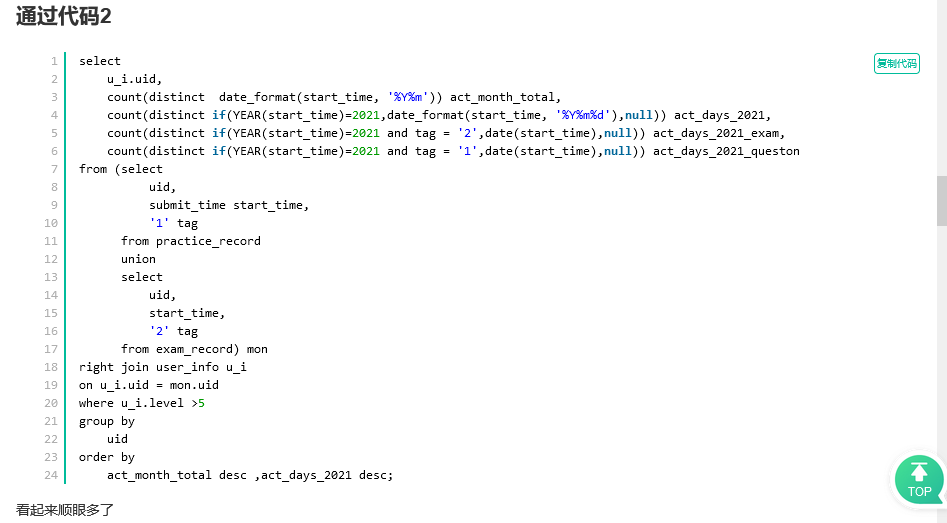 通过代码2
复制代码
1 select
2     u_i.uid,
3     count(distinct  date_format(start_time, '%Y%m')) act_month_total,
4     count(distinct if(YEAR(start_time)=2021,date_format(start_time, '%Y%m%d'),null)) act_days_2021,
5     count(distinct if(YEAR(start_time)=2021 and tag = '2',date(start_time),null)) act_days_2021_exam,
6     count(distinct if(YEAR(start_time)=2021 and tag = '1',date(start_time),null)) act_days_2021_queston
7 from (select
8           uid,
9           submit_time start_time,
10           '1' tag
11       from practice_record
12       union
13       select
14           uid,
15           start_time,
16           '2' tag
17       from exam_record) mon
18 right join user_info u_i
19 on u_i.uid = mon.uid
20 where u_i.level >5
21 group by
22     uid
23 order by
24     act_month_total desc ,act_days_2021 desc;
TOP
看起来顺眼多了